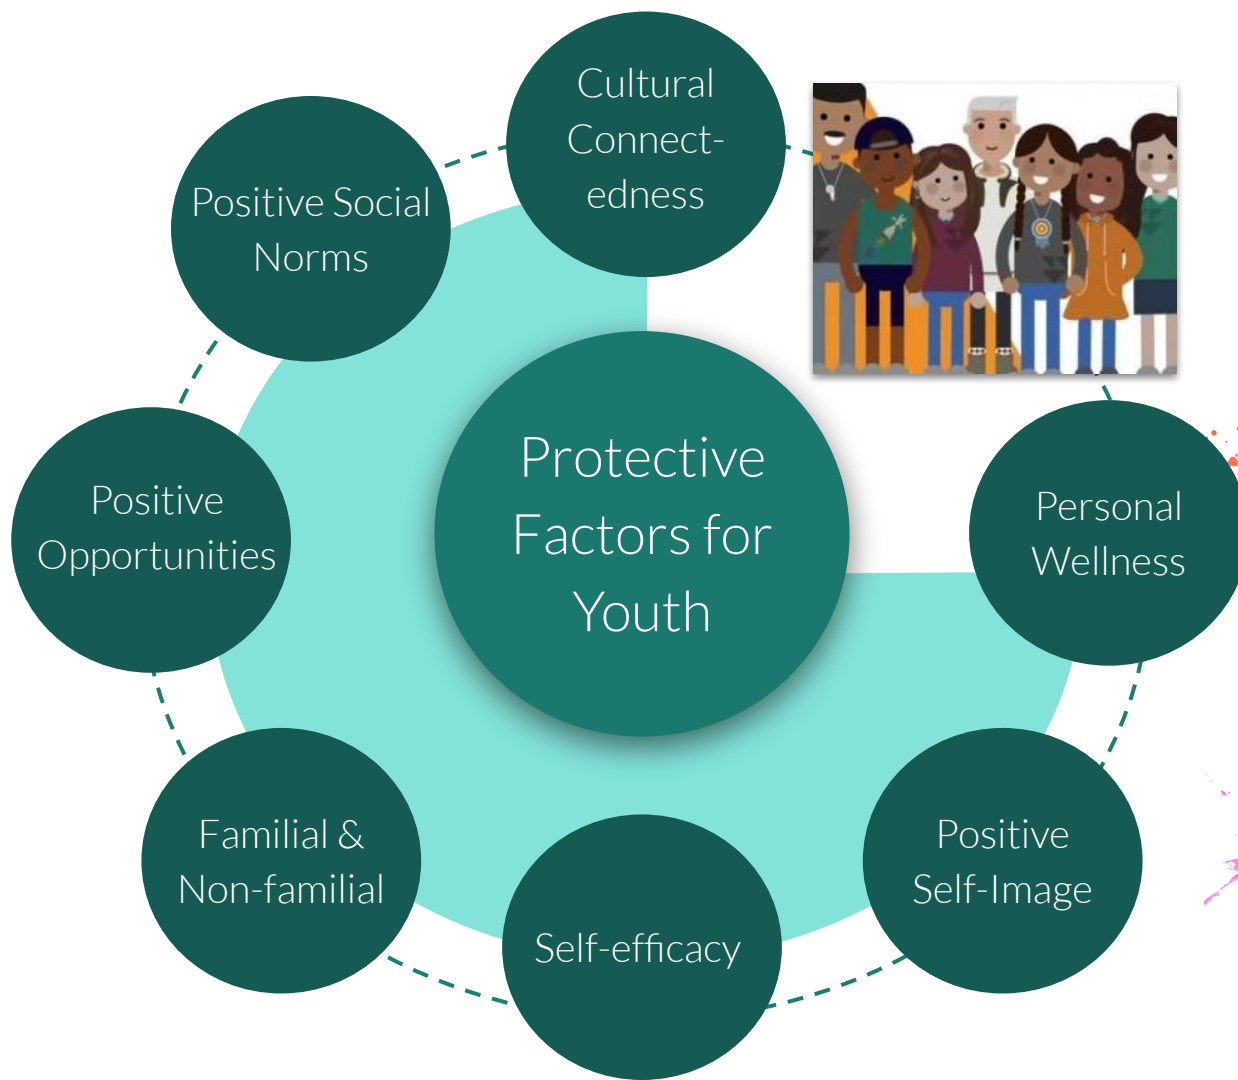 Cultural
Connect-
edness
Positive Social
Norms
Positive
Opportunities
Protective
Factors for
Youth
Personal
Wellness
Familial &
Non-familial
Positive
Self-Image
Self-efficacy